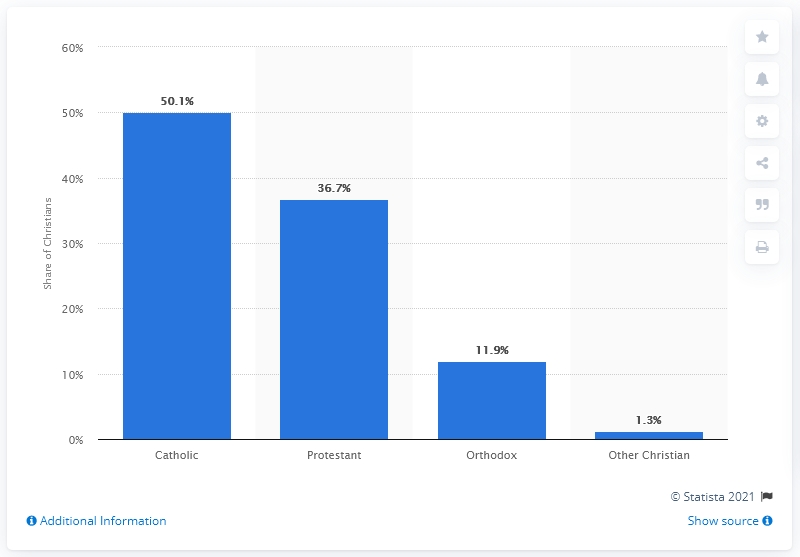 60%
50%
40%
30%
20%
10%
0%
Share of Christians
50.1%
36.7%
11.9%
1.3%
Catholic
Protestant
Orthodox
Other Christian
© Statista 2021
Additional Information
Show source